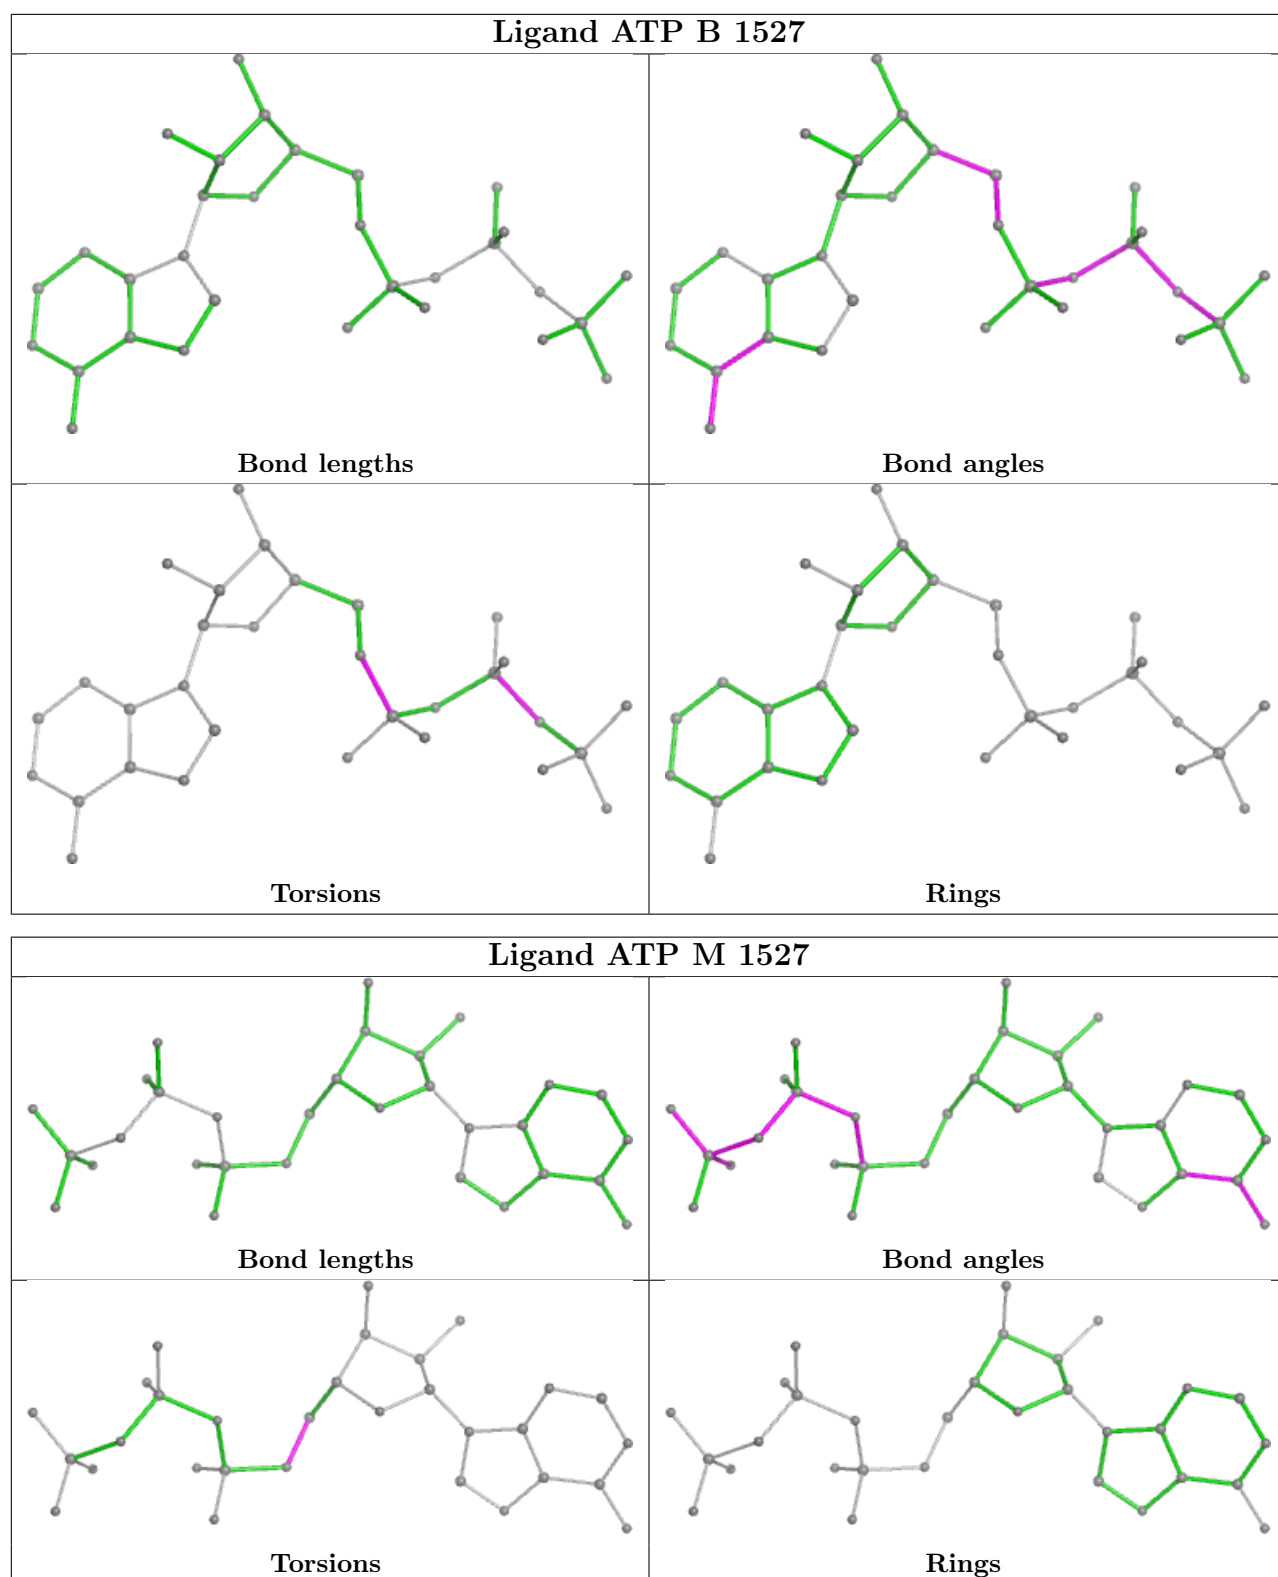 Ligand ATP B 1527
Bond lengths
Bond angles
Torsions
Rings
Ligand ATP M 1527
Bond lengths
Bond angles
Torsions
Rings